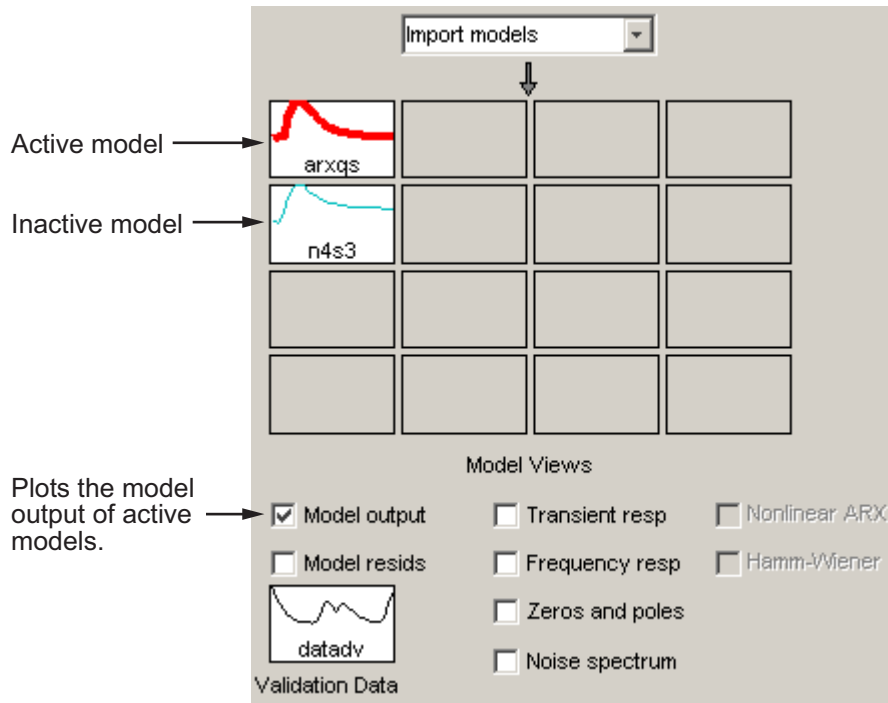 Import models
Active model
arxqs
Inactive model
n4s3
Model Views
Plots the model
output of active
models.
Model output
Transient resp
Nonlinear ARX
Model resids
Frequency resp
Hamm-Wiener
Zeros and poles
datadv
Noise spectrum
Validation Data